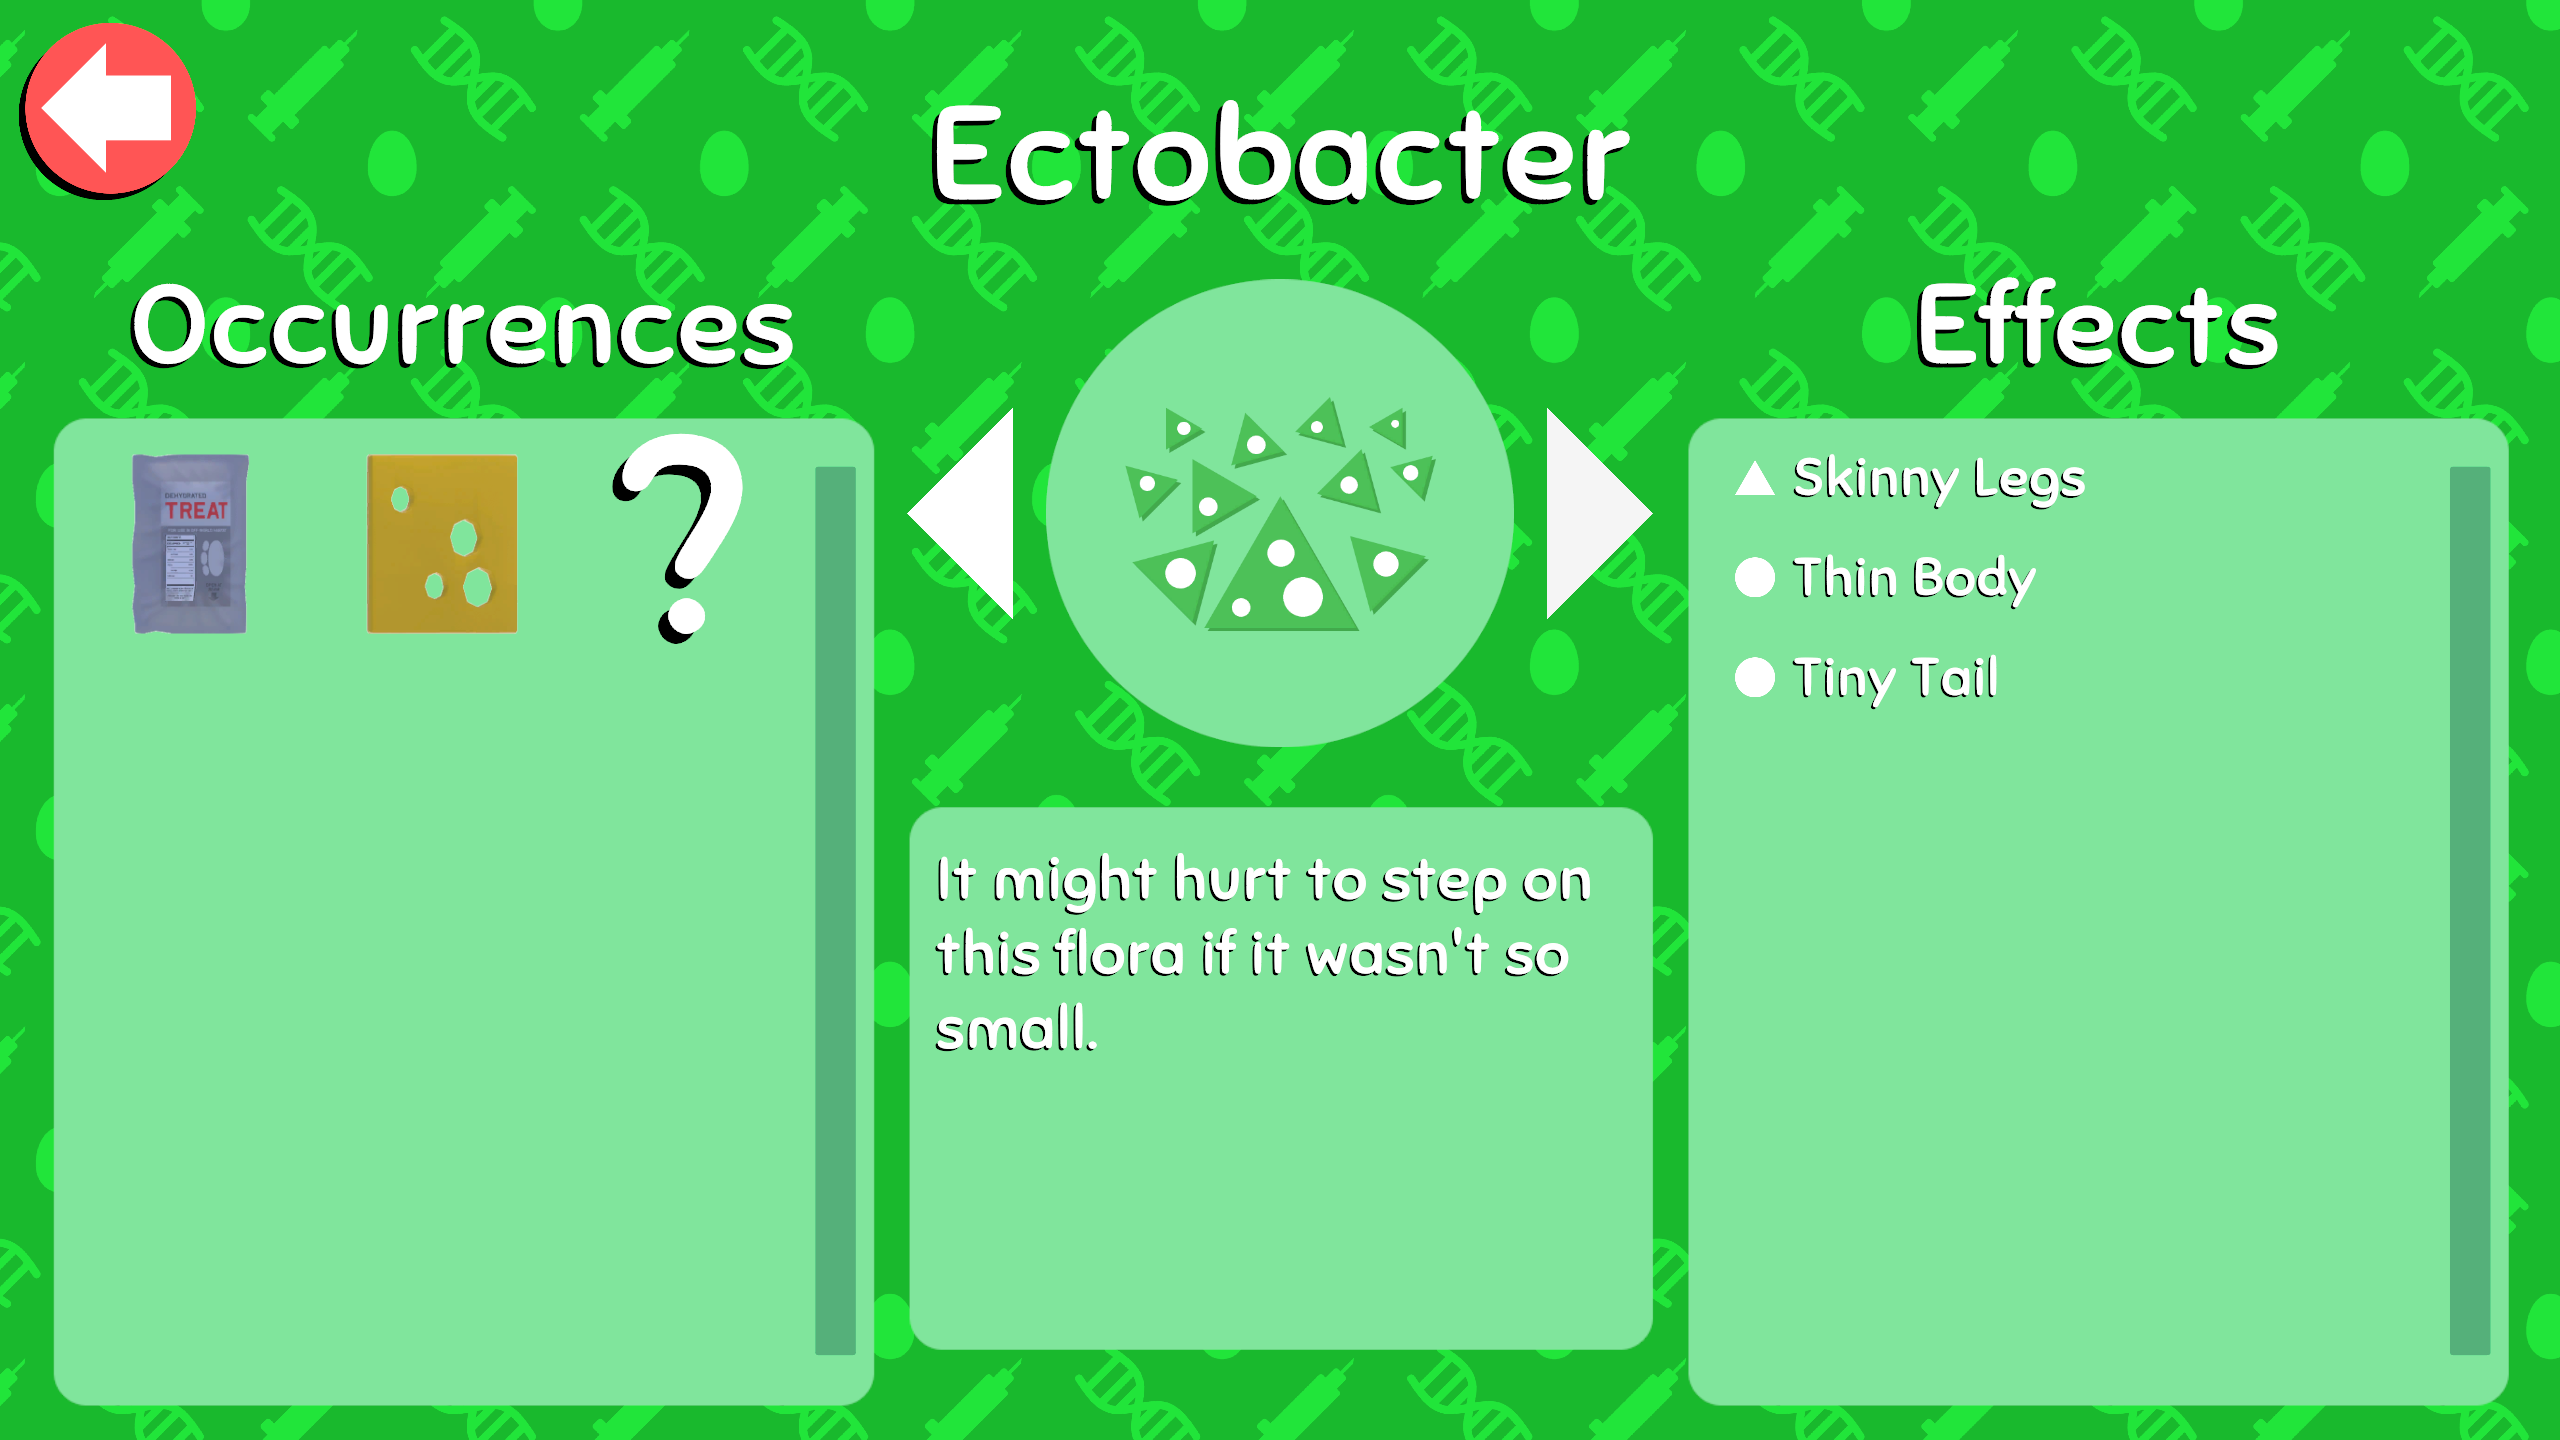 Ectobacter
Occurrences
Effects
DEHYDRATED
TREAT
?
Skinny Legs
Thin Body
Tiny Tail
It might hurt to step on
this flora if it wasn't so
small.